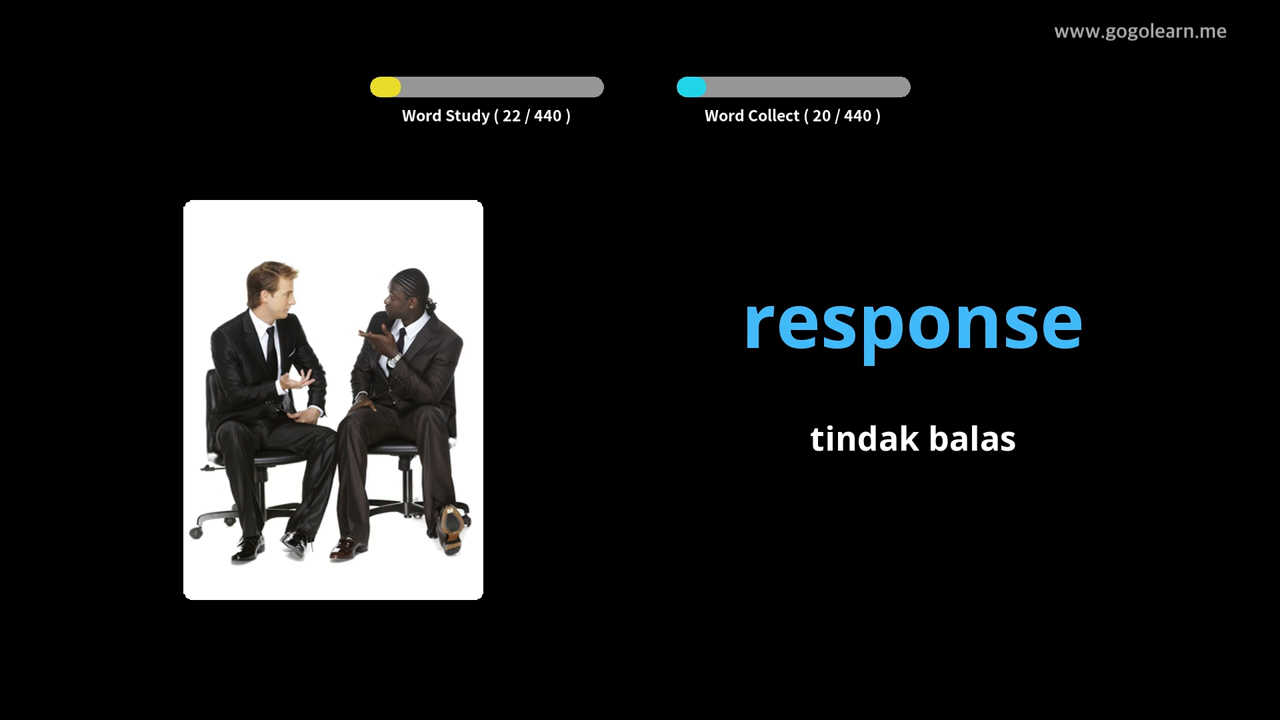 www.gogolearn.me
Word Study ( 22 / 440 )
Word Collect ( 20 / 440 )
response
tindak balas